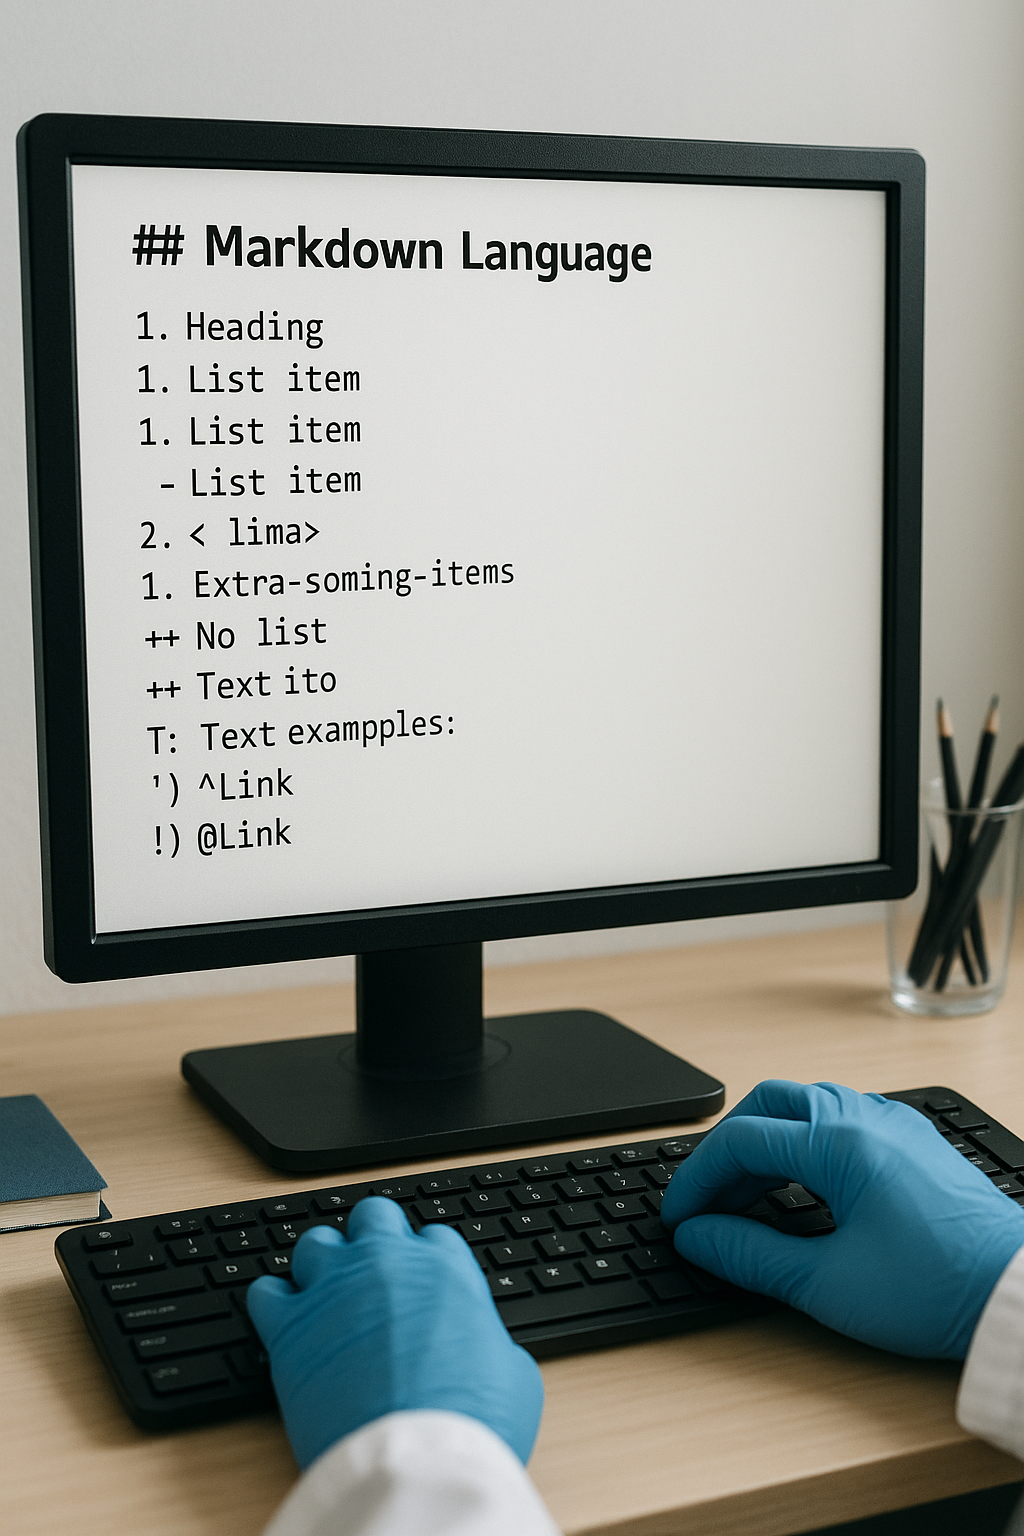 ## Markdown Language
1. Heading
1. List item
1. List item
- List item
2. < lima>
1. Extra-soming-items
++ No list
++ Text ito
T: Text exampples:
') ^Link
!) @Link